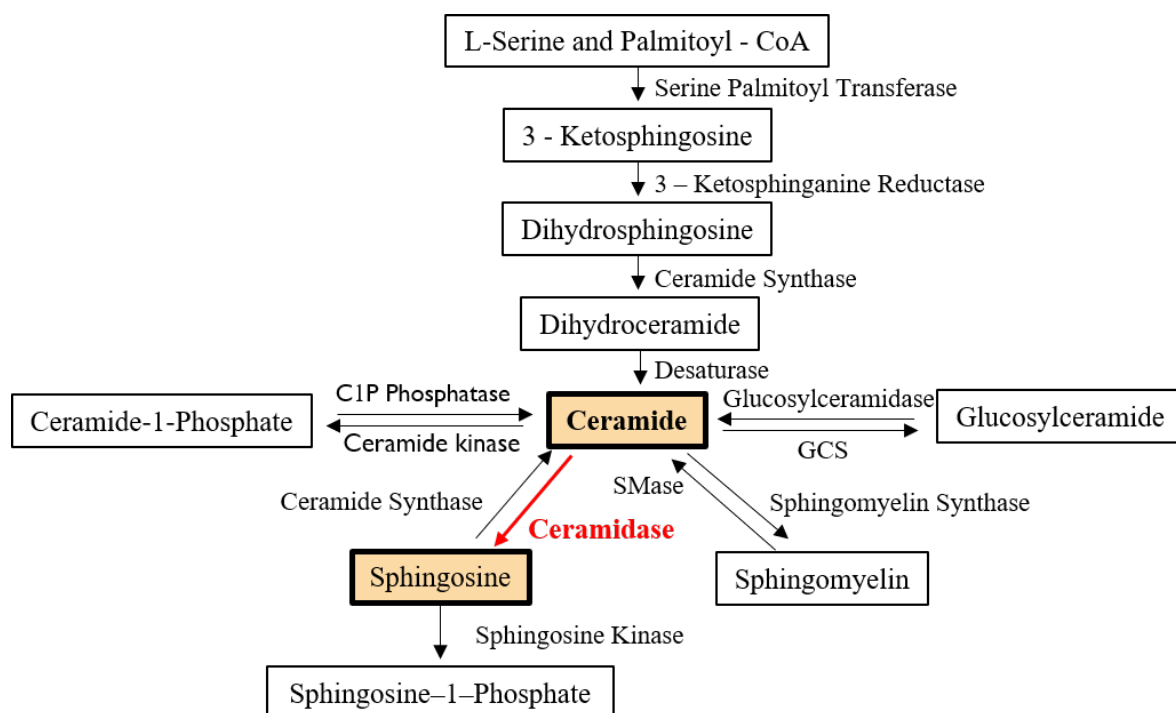 L-Serine and Palmitoyl - CoA
Serine Palmitoyl Transferase
3 - Ketosphingosine
3 – Ketosphinganine Reductase
Dihydrosphingosine
Ceramide Synthase
Dihydroceramide
Desaturase
C1P Phosphatase
Glucosylceramidase
Ceramide-1-Phosphate
Ceramide
Glucosylceramide
Ceramide kinase
GCS
SMase
Ceramide Synthase
Sphingomyelin Synthase
Ceramidase
Sphingosine
Sphingomyelin
Sphingosine Kinase
Sphingosine–1–Phosphate